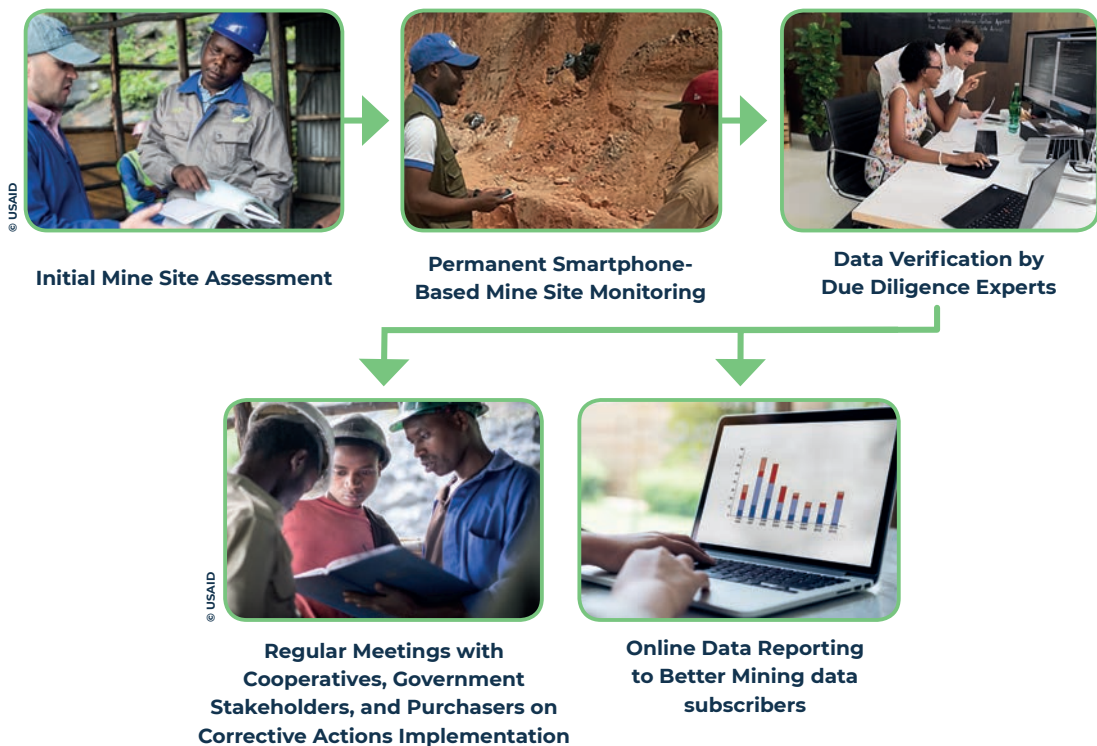 © USAID
Initial Mine Site Assessment
Permanent Smartphone-
Based Mine Site Monitoring
Data Verification by
Due Diligence Experts
© USAID
Regular Meetings with
Cooperatives, Government
Stakeholders, and Purchasers on
Corrective Actions Implementation
Online Data Reporting
to Better Mining data
subscribers